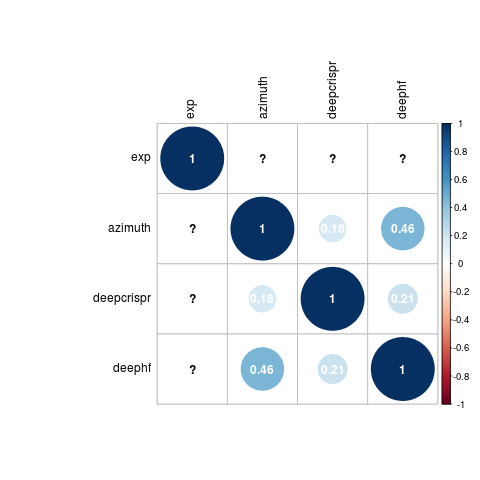 exp azimuth deepcrispr deephf
exp 1 ? ? ?
azimuth ? 1 0.18 0.46
deepcrispr ? 0.18 1 0.21
deephf ? 0.46 0.21 1
1
0.8
0.6
0.4
0.2
0
-0.2
-0.4
-0.6
-0.8
-1